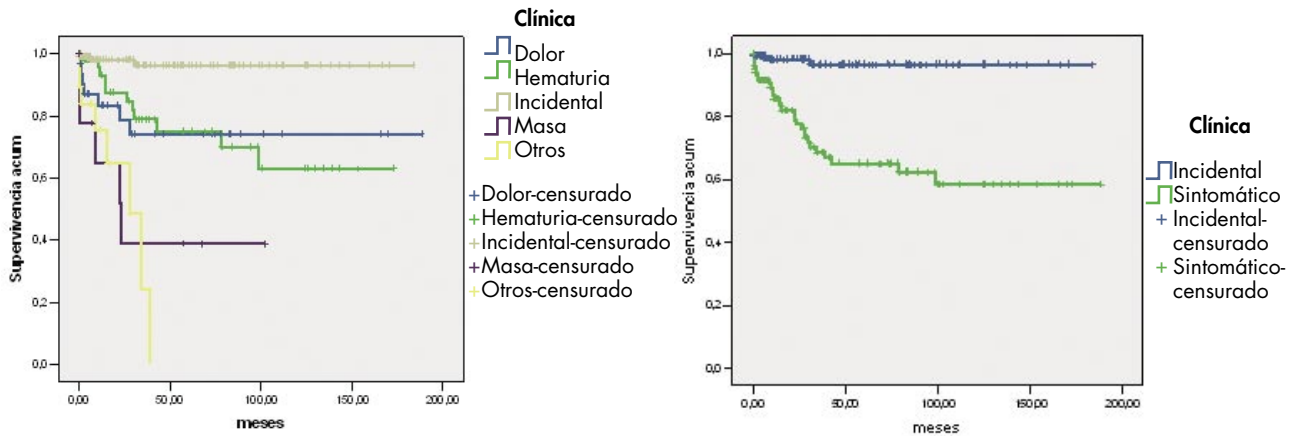 Clínica
Dolor
Hematuria
Incidental
Masa
Otros
Dolor-censurado
Hematuria-censurado
Incidental-censurado
Masa-censurado
Otros-censurado
Supervivencia acum
1,0
0,8
0,6
0,4
0,2
0,0
0,00
50,00
100,00
150,00
200,00
meses
Clínica
Incidental
Sintomático
Incidental-
censurado
Sintomático-
censurado
Supervivencia acum
1,0
0,8
0,6
0,4
0,2
0,0
0,00
50,00
100,00
150,00
200,00
meses